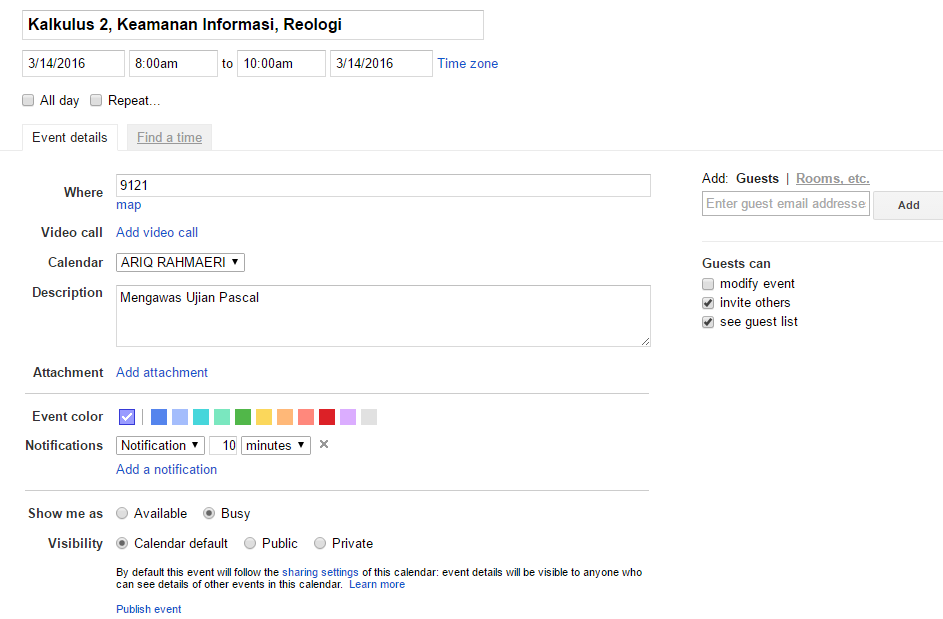 Kalkulus 2, Keamanan Informasi, Reologi
3/14/2016 8:00am to 10:00am 3/14/2016 Time zone
All day Repeat...
Event details Find a time
Where 9121
map
Video call Add video call
Calendar ARIQ RAHMAERI
Description Mengawas Ujian Pascal
Attachment Add attachment
Event color
Notifications Notification 10 minutes
Add a notification
Show me as Available Busy
Visibility Calendar default Public Private
By default this event will follow the sharing settings of this calendar: event details will be visible to anyone who
can see details of other events in this calendar. Learn more
Publish event
Add: Guests | Rooms, etc.
Enter guest email addresse Add
Guests can
modify event
invite others
see guest list